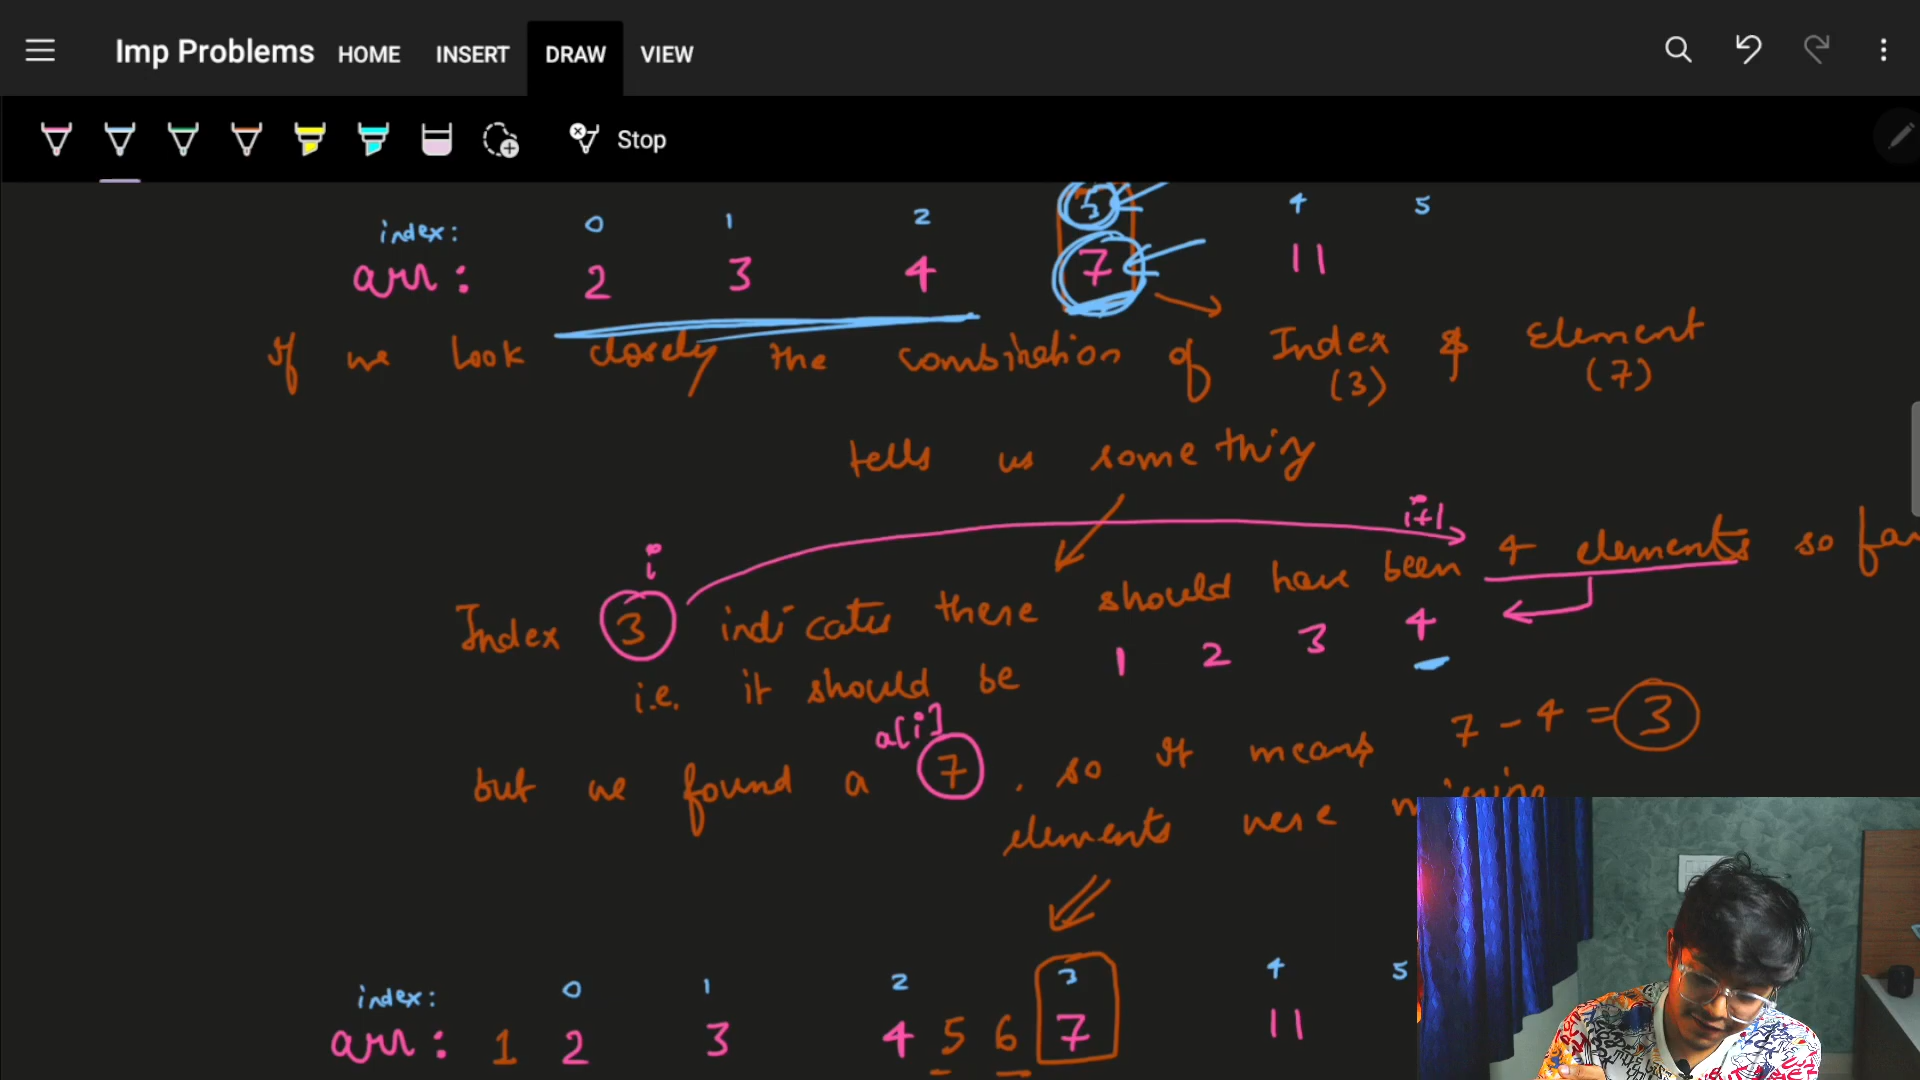 Imp Problems HOME INSERT DRAW VIEW
Stop
index: 0 1 2 3 4 5
arr: 2 3 4 7 11
If we look closely the combination of Index & Element
(3) (7)
tells us something
i i+1
Index 3 indicates there should have been 4 elements so far
i.e. it should be 1 2 3 4
a[i]
but we found a 7 . so it means 7 - 4 = 3
elements were missing
index: 0 1 2 3 4 5
arr: 1 2 3 4 5 6 7 11